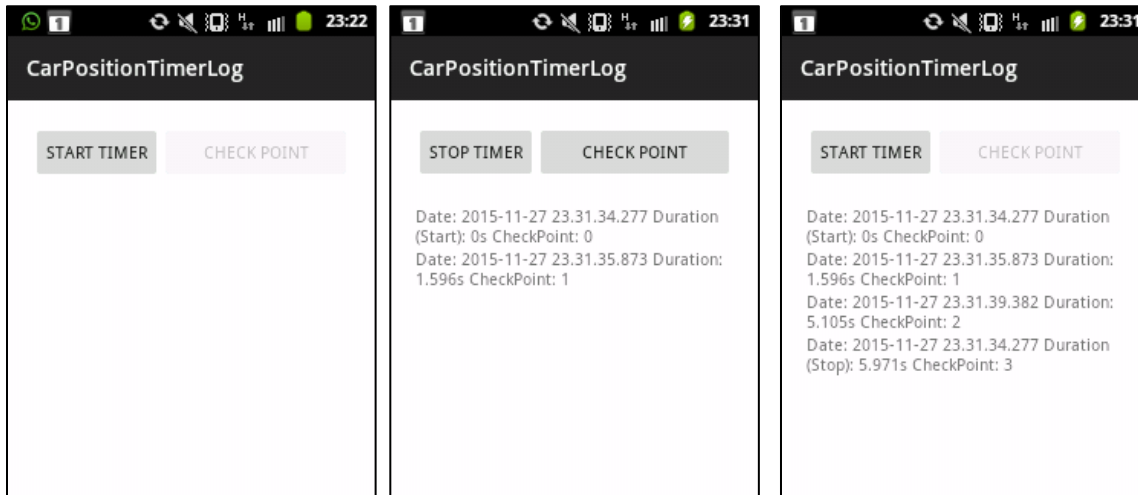 1
H
23:22
CarPositionTimerLog
START TIMER
CHECK POINT
1
H
23:31
CarPositionTimerLog
STOP TIMER
CHECK POINT
Date: 2015-11-27 23.31.34.277 Duration
(Start): 0s CheckPoint: 0
Date: 2015-11-27 23.31.35.873 Duration:
1.596s CheckPoint: 1
1
H
23:31
CarPositionTimerLog
START TIMER
CHECK POINT
Date: 2015-11-27 23.31.34.277 Duration
(Start): 0s CheckPoint: 0
Date: 2015-11-27 23.31.35.873 Duration:
1.596s CheckPoint: 1
Date: 2015-11-27 23.31.39.382 Duration:
5.105s CheckPoint: 2
Date: 2015-11-27 23.31.34.277 Duration
(Stop): 5.971s CheckPoint: 3